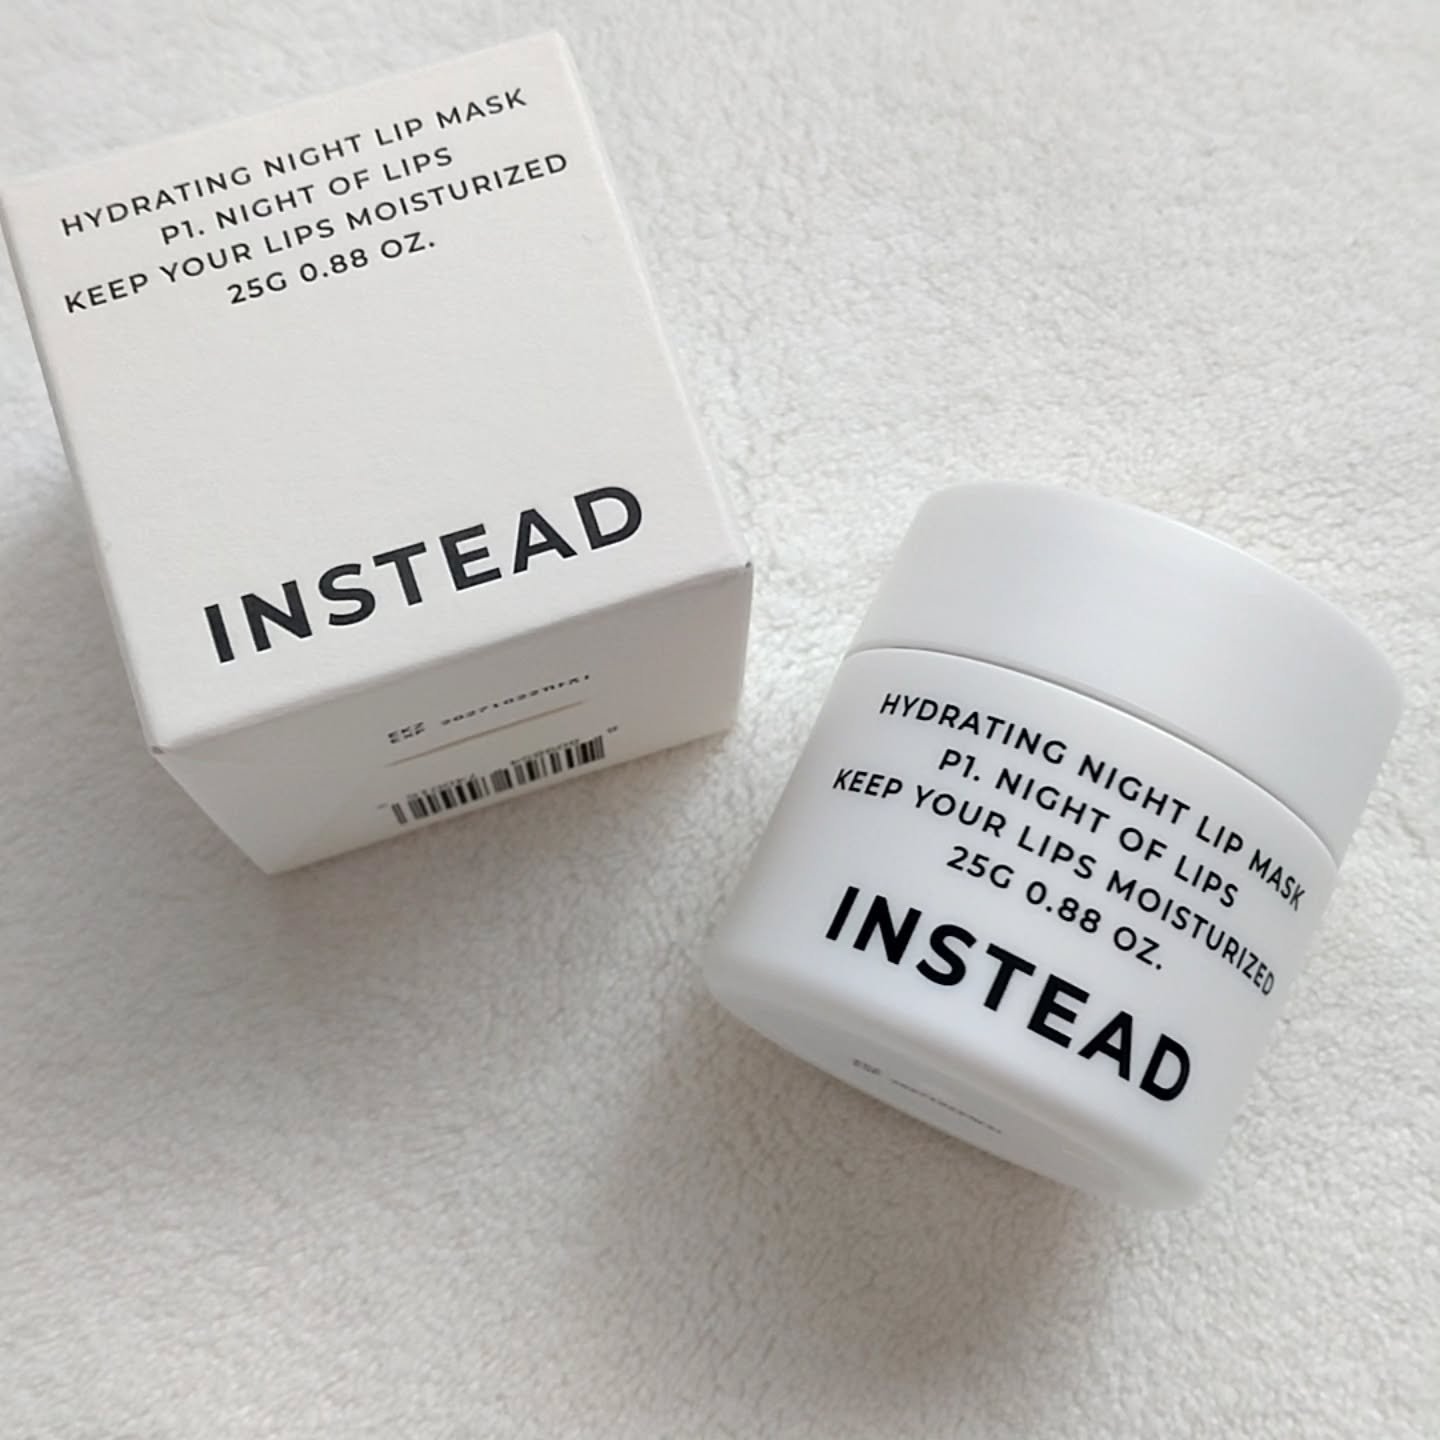 HYDRATING NIGHT LIP MASK
P1. NIGHT OF LIPS
KEEP YOUR LIPS MOISTURIZED
25G 0.88 OZ.
INSTEAD
EXP
HYDRATING NIGHT LIP MASK
P1. NIGHT OF LIPS
KEEP YOUR LIPS MOISTURIZED
25G 0.88 OZ.
INSTEAD